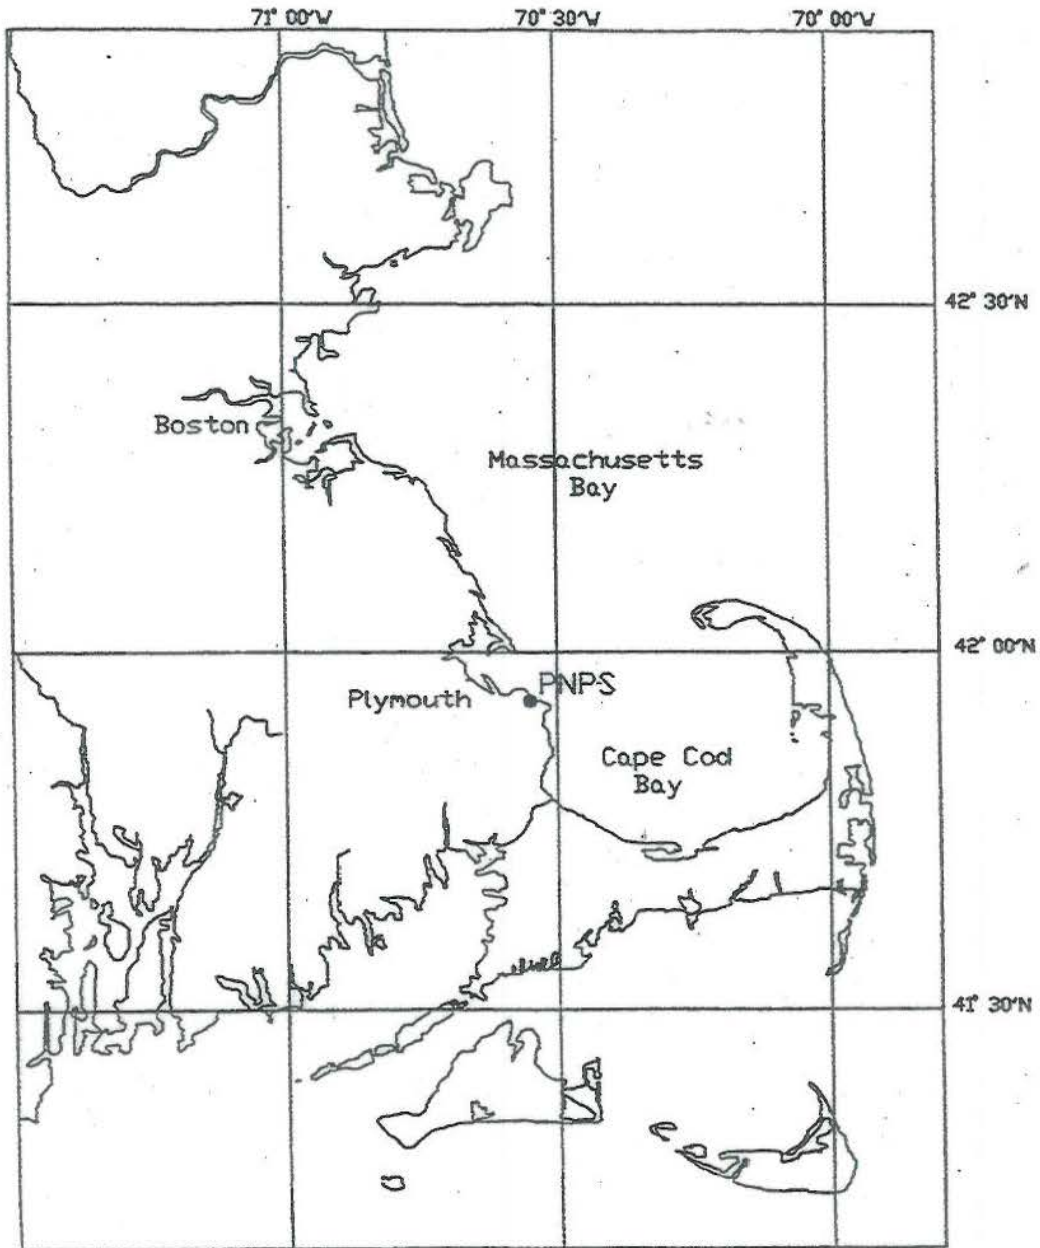 71° 00'W
70° 30'W
70° 00'W
42° 30'N
Boston
Massachusetts
Bay
42° 00'N
PNPS
Plymouth
Cape Cod
Bay
41° 30'N